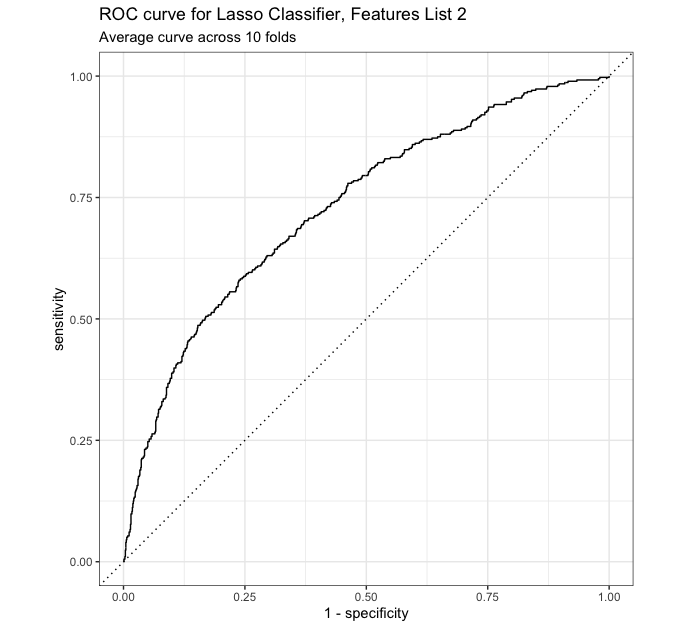 ROC curve for Lasso Classifier, Features List 2
Average curve across 10 folds
1.00
0.75
0.50
0.25
0.00
sensitivity
0.00 0.25 0.50 0.75 1.00
1 - specificity